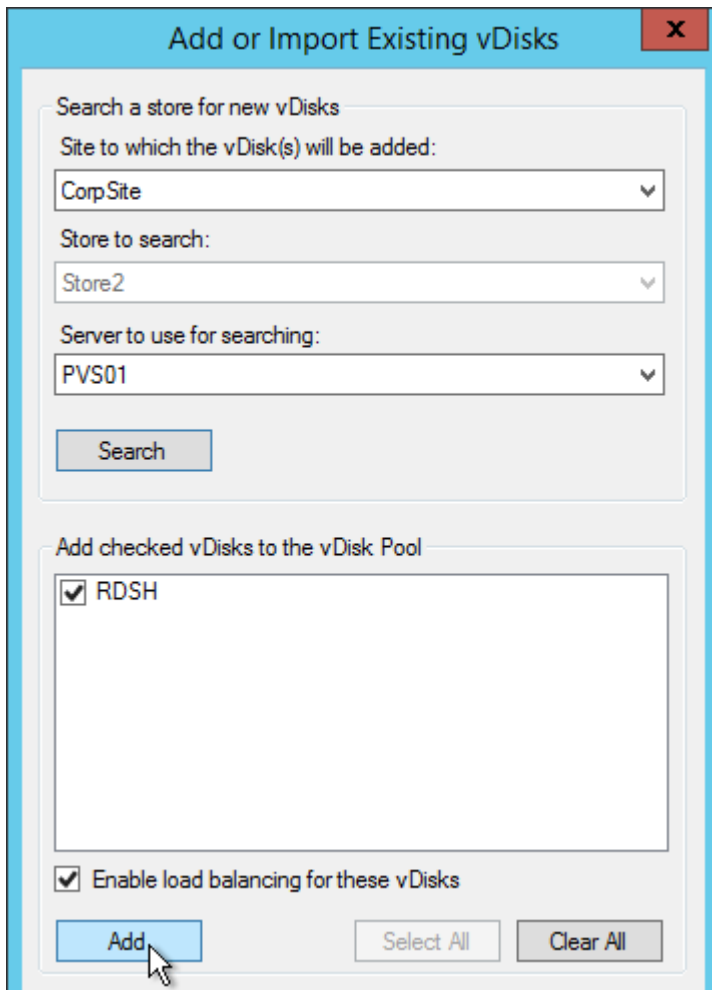 Add or Import Existing vDisks
x
Search a store for new vDisks
Site to which the vDisk(s) will be added:
CorpSite
Store to search:
Store2
Server to use for searching:
PVS01
Search
Add checked vDisks to the vDisk Pool
RDSH
Enable load balancing for these vDisks
Add Select All Clear All